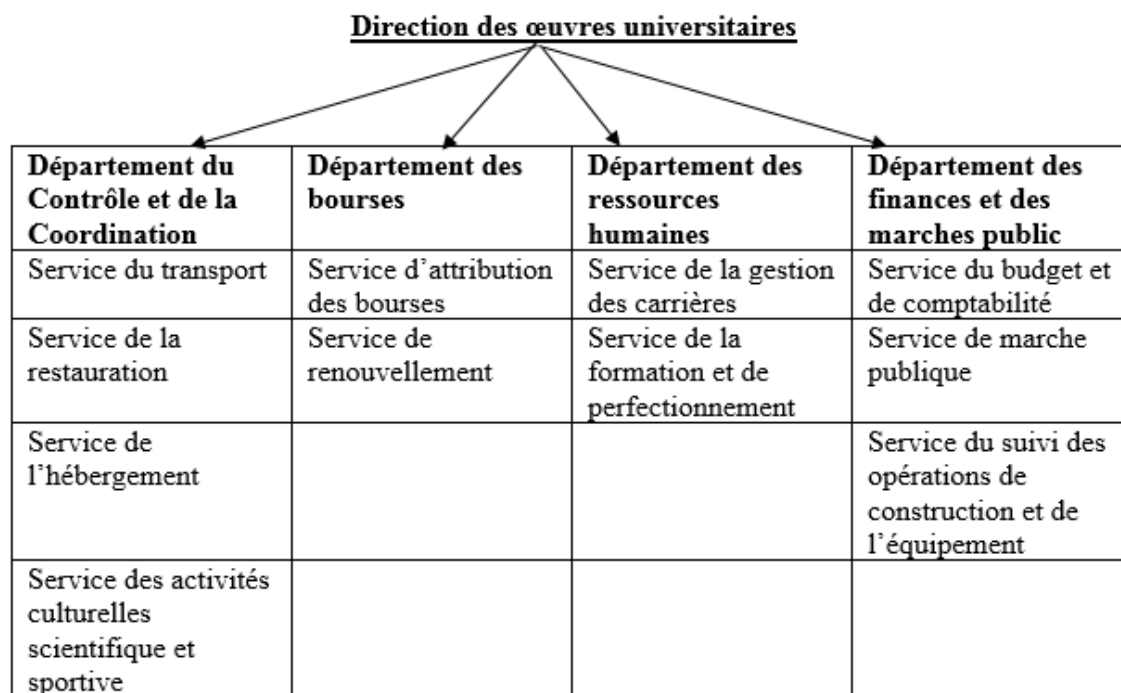 Direction des œuvres universitaires
Département du
Contrôle et de la
Coordination
Département des
bourses
Département des
ressources
humaines
Département des
finances et des
marches public
Service du transport
Service d’attribution
des bourses
Service de la gestion
des carrières
Service du budget et
de comptabilité
Service de la
restauration
Service de
renouvellement
Service de la
formation et de
perfectionnement
Service de marche
publique
Service de
l’hébergement
Service du suivi des
opérations de
construction et de
l’équipement
Service des activités
culturelles
scientifique et
sportive